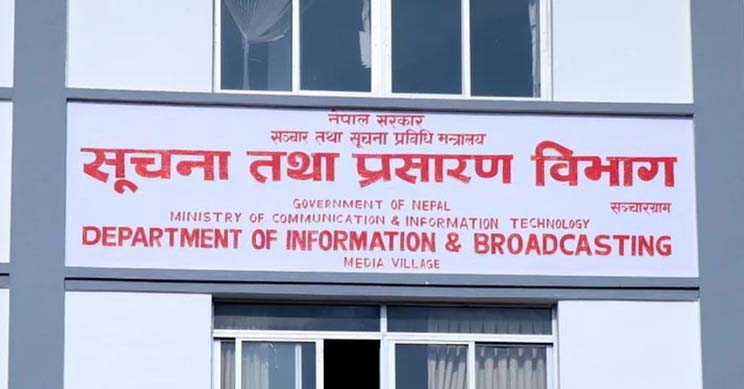 नेपाल सरकार
सञ्चार तथा सूचना प्रविधि मन्त्रालय
सूचना तथा प्रसारण विभाग
सञ्चारग्राम
GOVERNMENT OF NEPAL
MINISTRY OF COMMUNICATION & INFORMATION TECHNOLOGY
DEPARTMENT OF INFORMATION & BROADCASTING
MEDIA VILLAGE